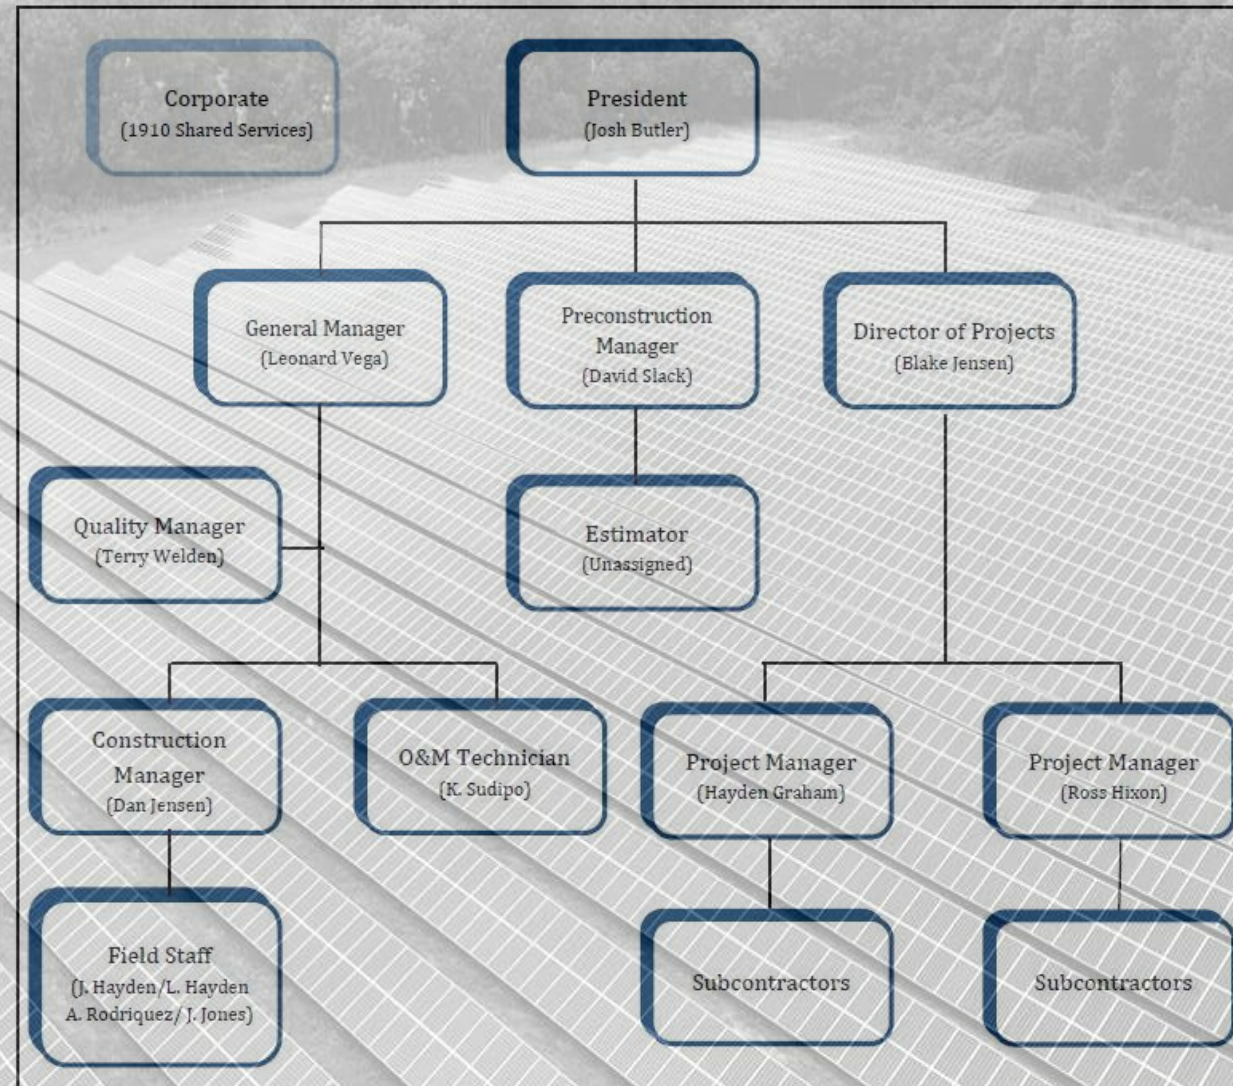 Corporate
(1910 Shared Services)
President
(Josh Butler)
General Manager
(Leonard Vega)
Preconstruction
Manager
(David Slack)
Director of Projects
(Blake Jensen)
Quality Manager
(Terry Welden)
Estimator
(Unassigned)
Construction
Manager
(Dan Jensen)
O&M Technician
(K. Sudipo)
Project Manager
(Hayden Graham)
Project Manager
(Ross Hixon)
Field Staff
(J. Hayden/L. Hayden
A. Rodriquez/ J. Jones)
Subcontractors
Subcontractors